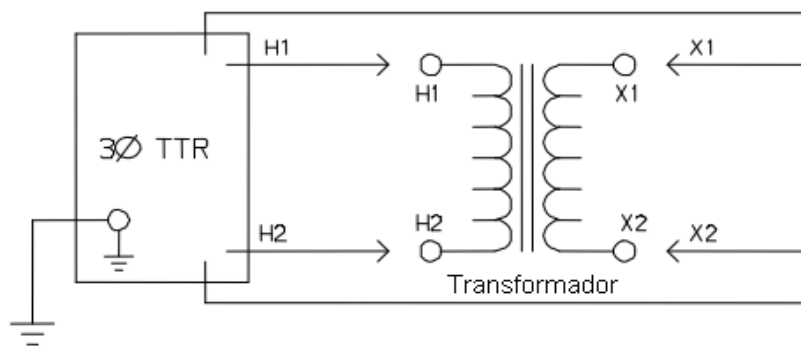 H1
X1
H1
X1
3Ø TTR
H2
X2
H2
X2
Transformador